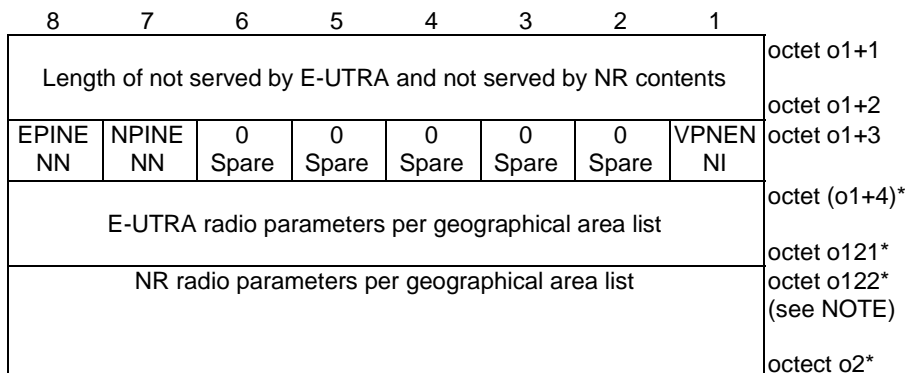 8 7 6 5 4 3 2 1
Length of not served by E-UTRA and not served by NR contents
octet o1+1
octet o1+2
EPINE NN
NPINE NN
0 Spare
0 Spare
0 Spare
0 Spare
0 Spare
VPNEN NI
octet o1+3
E-UTRA radio parameters per geographical area list
octet (o1+4)*
octet o121*
NR radio parameters per geographical area list
octet o122*
(see NOTE)
octect o2*